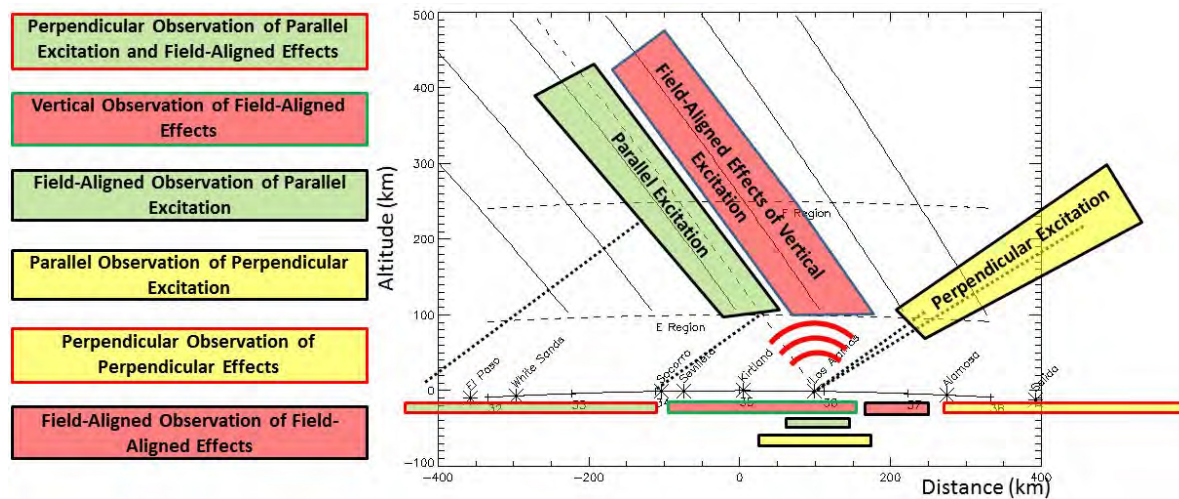 Perpendicular Observation of Parallel
Excitation and Field-Aligned Effects
Vertical Observation of Field-Aligned
Effects
Field-Aligned Observation of Parallel
Excitation
Parallel Observation of Perpendicular
Excitation
Perpendicular Observation of
Perpendicular Effects
Field-Aligned Observation of Field-
Aligned Effects
Altitude (km)
500
400
300
200
100
0
-100
Parallel Excitation
Field-Aligned Effects of Vertical
Excitation
Perpendicular Excitation
F Region
E Region
El Paso
White Sands
Socorro
Sevilleta
Kirtland
Los Alamos
Alamosa
Salida
32
33
35
36
37
38
-400
-200
0
200
400
Distance (km)